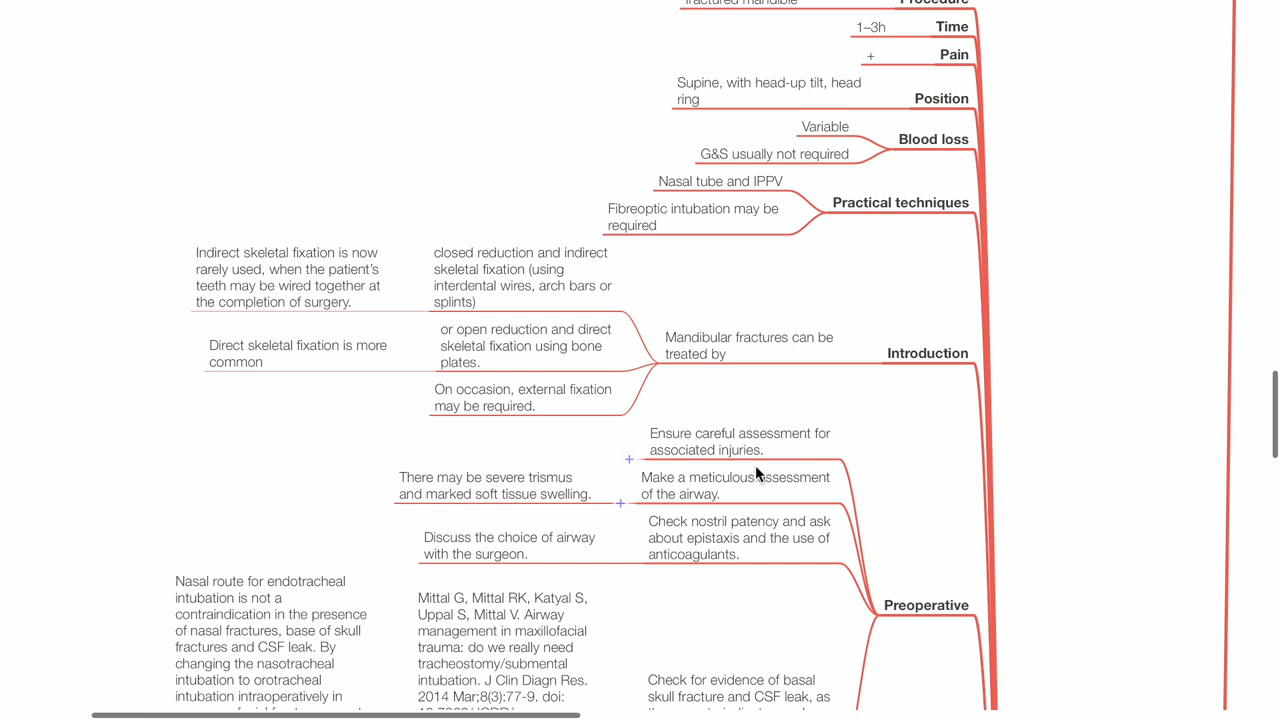 fractured mandible
Procedure
1–3h
Time
+
Pain
Supine, with head-up tilt, head
ring
Position
Variable
G&S usually not required
Blood loss
Nasal tube and IPPV
Fibreoptic intubation may be
required
Practical techniques
Indirect skeletal fixation is now
rarely used, when the patient's
teeth may be wired together at
the completion of surgery.
closed reduction and indirect
skeletal fixation (using
interdental wires, arch bars or
splints)
Direct skeletal fixation is more
common
or open reduction and direct
skeletal fixation using bone
plates.
On occasion, external fixation
may be required.
Mandibular fractures can be
treated by
Introduction
Ensure careful assessment for
associated injuries.
There may be severe trismus
and marked soft tissue swelling.
Make a meticulous assessment
of the airway.
Discuss the choice of airway
with the surgeon.
Check nostril patency and ask
about epistaxis and the use of
anticoagulants.
Preoperative
Nasal route for endotracheal
intubation is not a
contraindication in the presence
of nasal fractures, base of skull
fractures and CSF leak. By
changing the nasotracheal
intubation to orotracheal
intubation intraoperatively in
Mittal G, Mittal RK, Katyal S,
Uppal S, Mittal V. Airway
management in maxillofacial
trauma: do we really need
tracheostomy/submental
intubation. J Clin Diagn Res.
2014 Mar;8(3):77-9. doi:
Check for evidence of basal
skull fracture and CSF leak, as